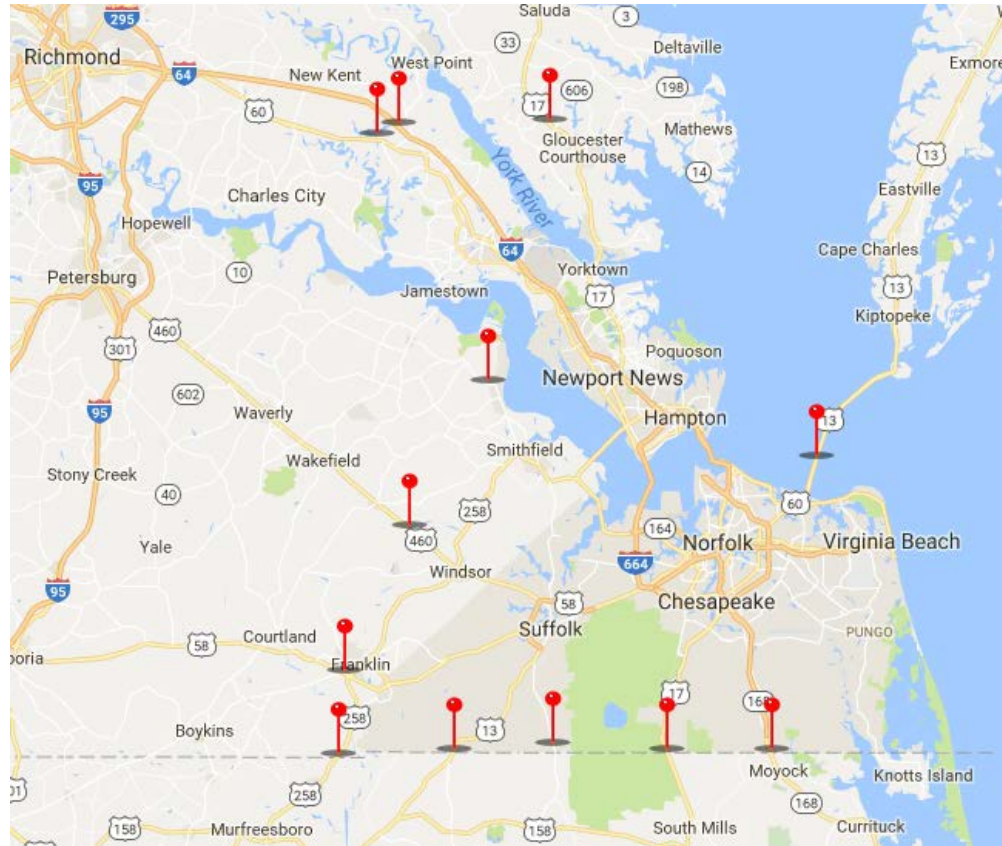 Saluda
3
295
33
Deltaville
Richmond
Exmore
64
New Kent
West Point
17
606
198
60
Mathews
Gloucester
Courthouse
13
14
York River
95
Eastville
Charles City
Hopewell
64
Cape Charles
Yorktown
10
Petersburg
Jamestown
17
13
Kiptopeke
460
301
Poquoson
Newport News
602
95
Waverly
Hampton
13
Smithfield
Wakefield
Stony Creek
40
60
258
164
Yale
460
Norfolk
Virginia Beach
664
Windsor
95
58
Chesapeake
Suffolk
Courtland
PUNGO
58
oria
Franklin
17
168
258
Boykins
13
Moyock
Knotts Island
01
258
168
158
Murfreesboro
158
South Mills
Currituck